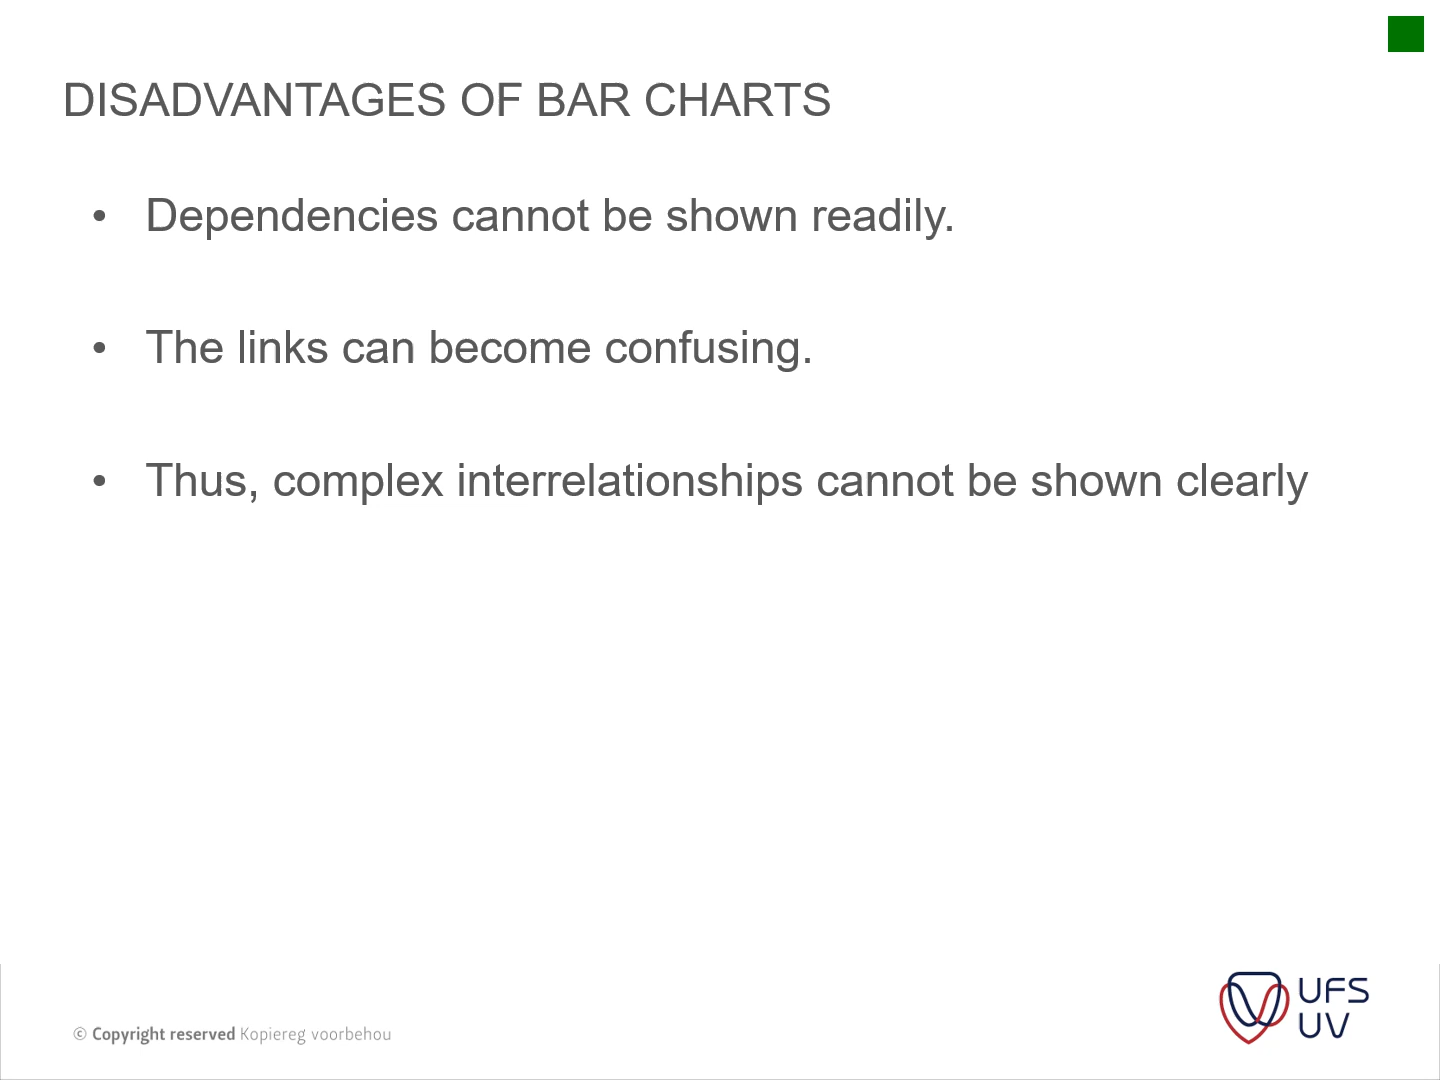 DISADVANTAGES OF BAR CHARTS
• Dependencies cannot be shown readily.
• The links can become confusing.
• Thus, complex interrelationships cannot be shown clearly
© Copyright reserved Kopiereg voorbehou
UFS
UV